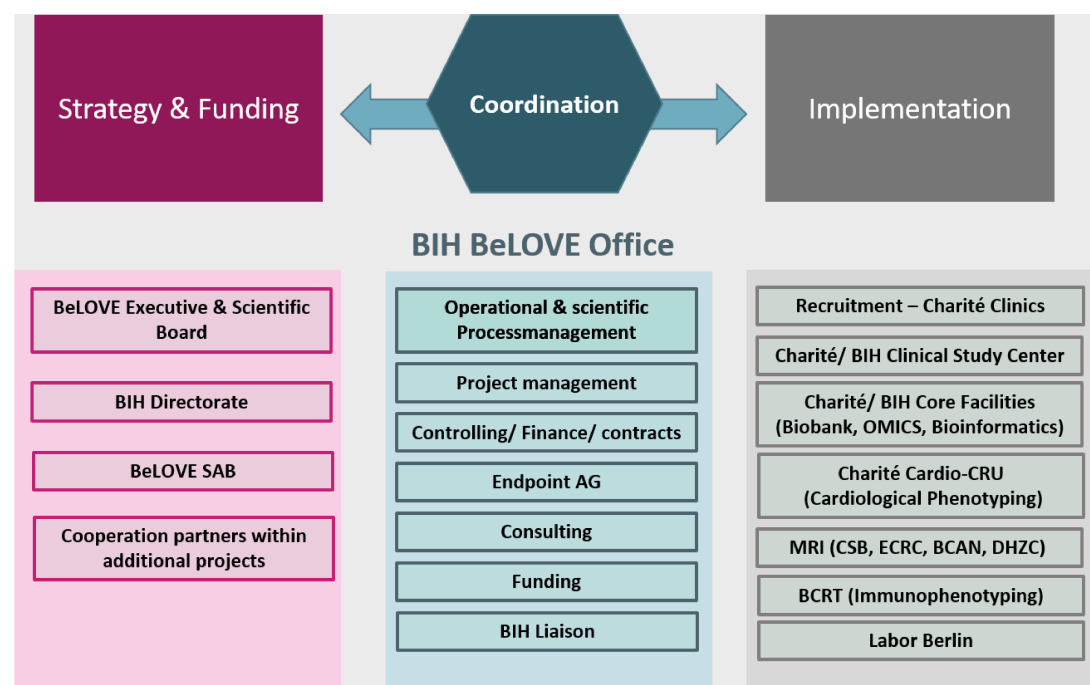 Strategy & Funding
Coordination
Implementation
BIH BeLOVE Office
BeLOVE Executive & Scientific
Board
BIH Directorate
BeLOVE SAB
Cooperation partners within
additional projects
Operational & scientific
Processmanagement
Project management
Controlling/ Finance/ contracts
Endpoint AG
Consulting
Funding
BIH Liaison
Recruitment – Charité Clinics
Charité/ BIH Clinical Study Center
Charité/ BIH Core Facilities
(Biobank, OMICS, Bioinformatics)
Charité Cardio-CRU
(Cardiological Phenotyping)
MRI (CSB, ECRC, BCAN, DHZC)
BCRT (Immunophenotyping)
Labor Berlin